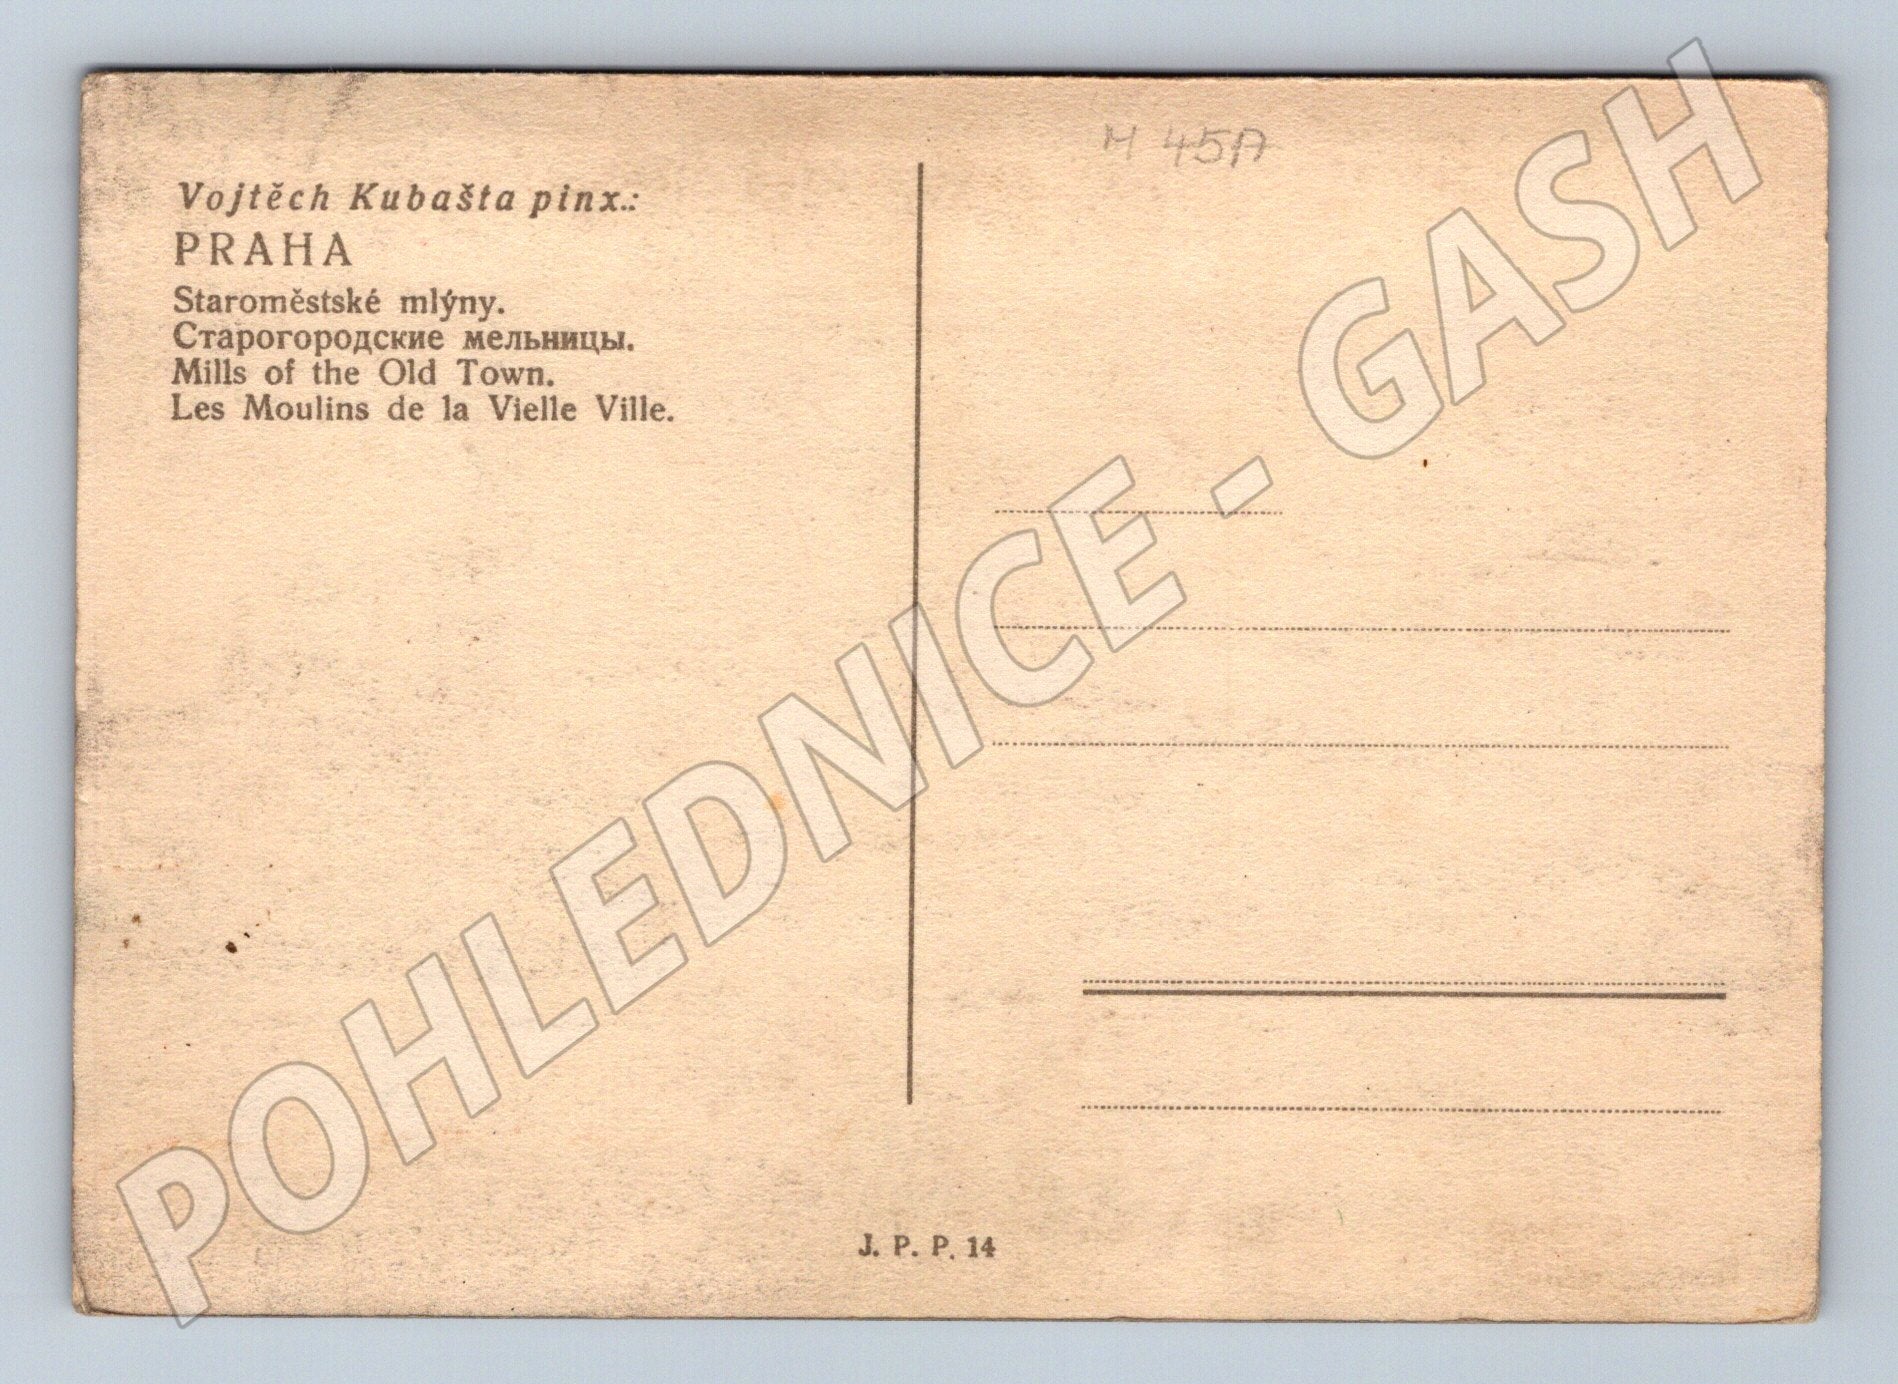 H 45A
Vojtěch Kubašta pinx.:
PRAHA
Staroměstské mlýny.
Старогородские мельницы.
Mills of the Old Town.
Les Moulins de la Vielle Ville.
POHLEDNICE - GASH
J. P. P. 14